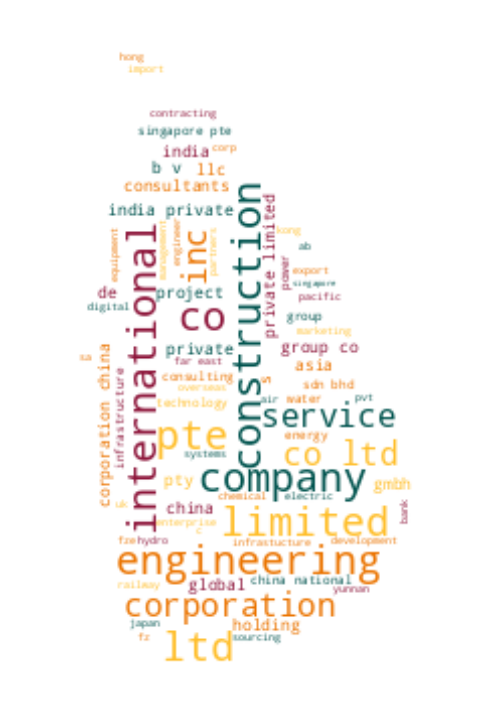 hong
import
contracting
singapore pte
india corp
b v llc
consultants
india private
construction
private limited
international
inc
equipment
management
engineer
partners
kong
ab
power
export
singapore
de
project
pacific
digital
co
group
marketing
private
group co
sa
far east
asia
corporation china
infrastructure
consulting
s
sdn bhd
overseas
technology
air water
pvt
service
pte
energy
systems
co ltd
company
pty
gmbh
chemical electric
uk
china
limited
bank
enterprise
c
fze hydro
infrastucture
development
engineering
railway
global
china national
yunnan
corporation
japan
holding
fz
ltd
sourcing